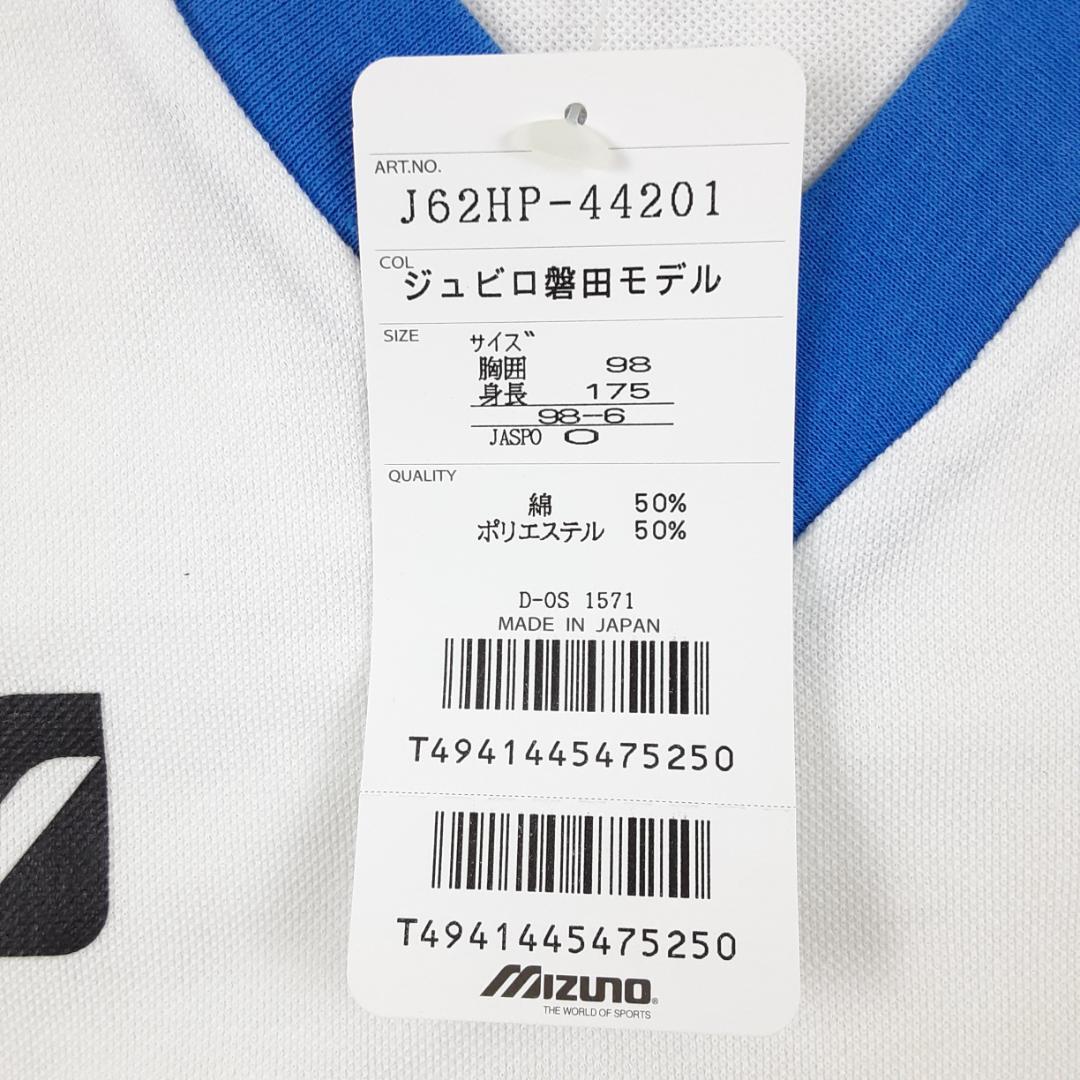 ART.NO.
J62HP-44201
COL
ジュビロ磐田モデル
SIZE
サイズ
胸囲 98
身長 175
98-6
JASPO O
QUALITY
綿 50%
ポリエステル 50%
D-OS 1571
MADE IN JAPAN
T4941445475250
T4941445475250
MIZUNO®
THE WORLD OF SPORTS